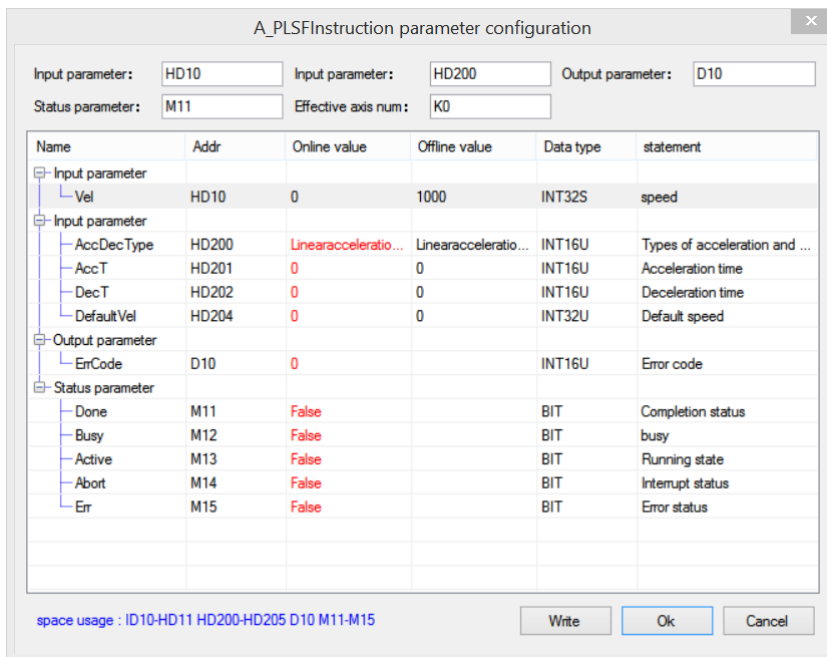 A_PLSFInstruction parameter configuration
Input parameter: HD10 Input parameter: HD200 Output parameter: D10
Status parameter: M11 Effective axis num: K0
Name Addr Online value Offline value Data type statement
Input parameter
Vel HD10 0 1000 INT32S speed
Input parameter
AccDecType HD200 Linearacceleratio... Linearacceleratio... INT16U Types of acceleration and ...
AccT HD201 0 0 INT16U Acceleration time
DecT HD202 0 0 INT16U Deceleration time
DefaultVel HD204 0 0 INT32U Default speed
Output parameter
ErrCode D10 0 INT16U Error code
Status parameter
Done M11 False BIT Completion status
Busy M12 False BIT busy
Active M13 False BIT Running state
Abort M14 False BIT Interrupt status
Err M15 False BIT Error status
space usage : ID10-HD11 HD200-HD205 D10 M11-M15
Write Ok Cancel